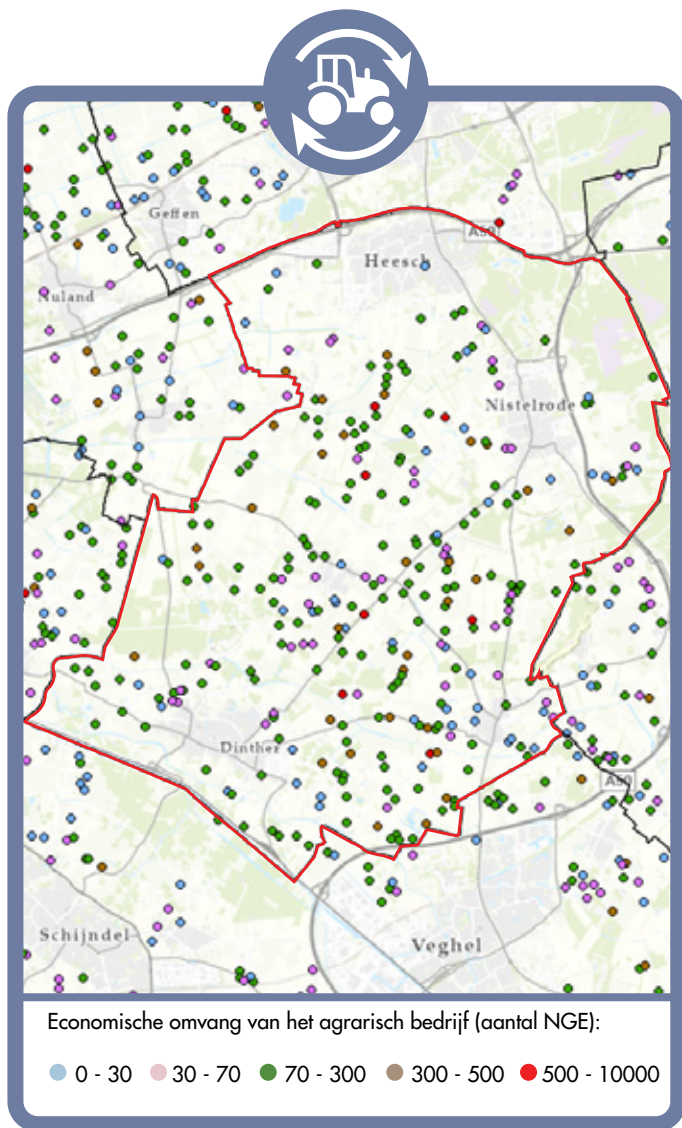 Geffen
A50
Heesch
Nuland
Nistelrode
Dinther
A50
Schijndel
Veghel
Economische omvang van het agrarisch bedrijf (aantal NGE):
0 - 30 30 - 70 70 - 300 300 - 500 500 - 10000